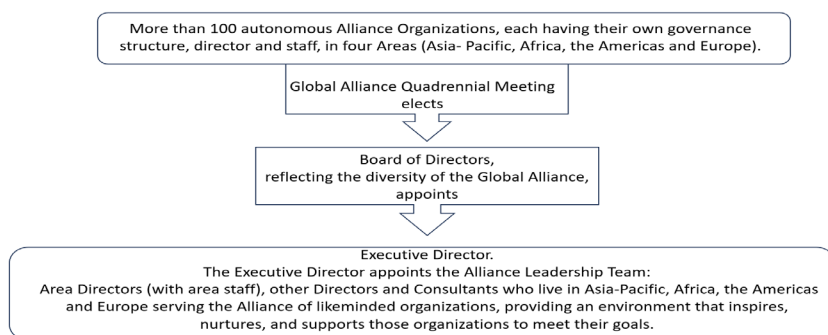 More than 100 autonomous Alliance Organizations, each having their own governance
structure, director and staff, in four Areas (Asia- Pacific, Africa, the Americas and Europe).
Global Alliance Quadrennial Meeting
elects
Board of Directors,
reflecting the diversity of the Global Alliance,
appoints
Executive Director.
The Executive Director appoints the Alliance Leadership Team:
Area Directors (with area staff), other Directors and Consultants who live in Asia-Pacific, Africa, the Americas
and Europe serving the Alliance of likeminded organizations, providing an environment that inspires,
nurtures, and supports those organizations to meet their goals.